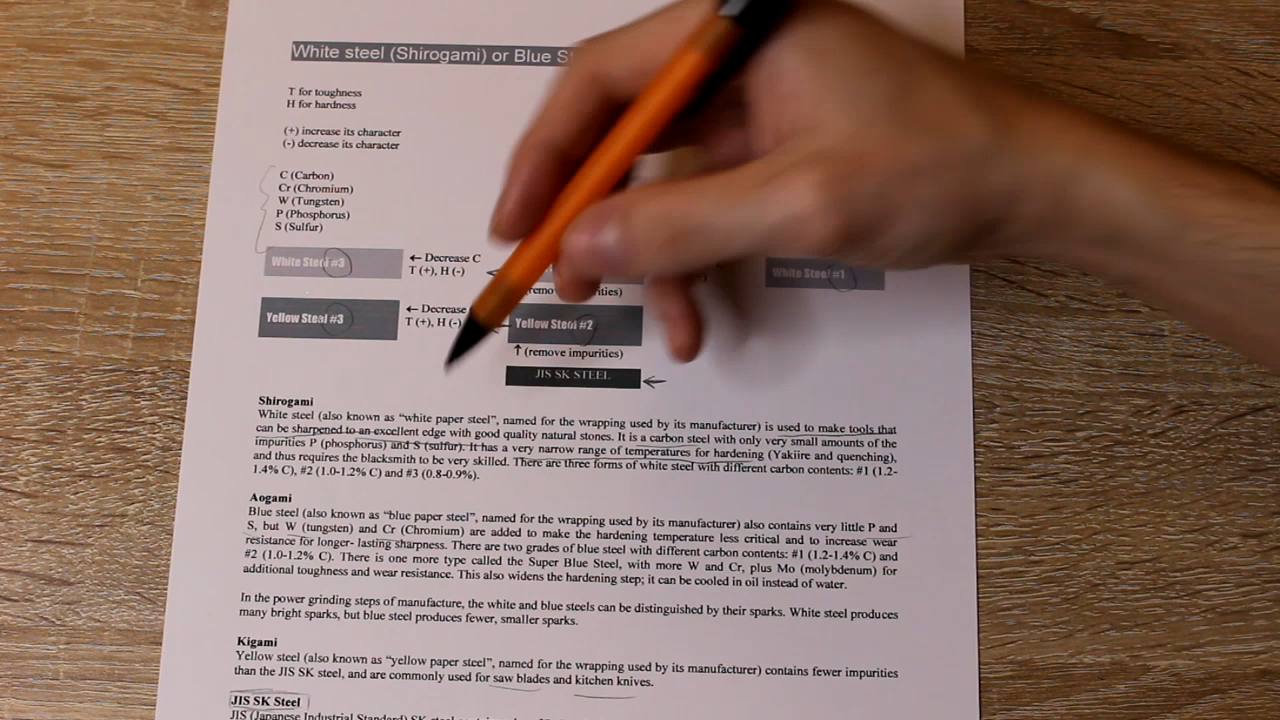 White steel (Shirogami) or Blue
T for toughness
H for hardness
(+) increase its character
(-) decrease its character
C (Carbon)
Cr (Chromium)
W (Tungsten)
P (Phosphorus)
S (Sulfur)
White Steel #3
← Decrease C
T (+), H (-)
White Steel #1
Yellow Steel #3
← Decrease
T (+), H (-)
Yellow Steel #2
↑ (remove impurities)
JIS SK STEEL
Shirogami
White steel (also known as “white paper steel”, named for the wrapping used by its manufacturer) is used to make tools that
can be sharpened to an excellent edge with good quality natural stones. It is a carbon steel with only very small amounts of the
impurities P (phosphorus) and S (sulfur). It has a very narrow range of temperatures for hardening (Yakiire and quenching),
and thus requires the blacksmith to be very skilled. There are three forms of white steel with different carbon contents: #1 (1.2-
1.4% C), #2 (1.0-1.2% C) and #3 (0.8-0.9%).
Aogami
Blue steel (also known as “blue paper steel”, named for the wrapping used by its manufacturer) also contains very little P and
S, but W (tungsten) and Cr (Chromium) are added to make the hardening temperature less critical and to increase wear
resistance for longer- lasting sharpness. There are two grades of blue steel with different carbon contents: #1 (1.2-1.4% C) and
#2 (1.0-1.2% C). There is one more type called the Super Blue Steel, with more W and Cr, plus Mo (molybdenum) for
additional toughness and wear resistance. This also widens the hardening step; it can be cooled in oil instead of water.
In the power grinding steps of manufacture, the white and blue steels can be distinguished by their sparks. White steel produces
many bright sparks, but blue steel produces fewer, smaller sparks.
Kigami
Yellow steel (also known as “yellow paper steel”, named for the wrapping used by its manufacturer) contains fewer impurities
than the JIS SK steel, and are commonly used for saw blades and kitchen knives.
JIS SK Steel
JIS (Japanese Industrial Standard) SK steel